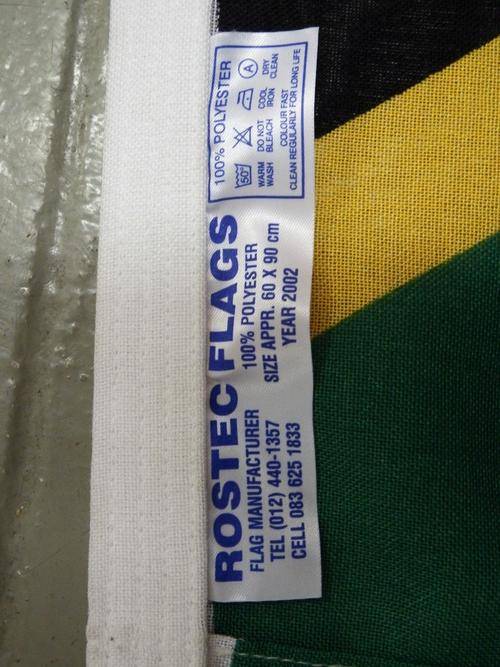 ROSTEC FLAGS
FLAG MANUFACTURER
TEL (012) 440-1357
CELL 083 625 1833
100% POLYESTER
SIZE APPR. 60 X 90 cm
YEAR 2002
100% POLYESTER
50° A
WARM WASH
DO NOT BLEACH
COOL IRON
DRY CLEAN
COLOUR FAST
CLEAN REGULARLY FOR LONG LIFE